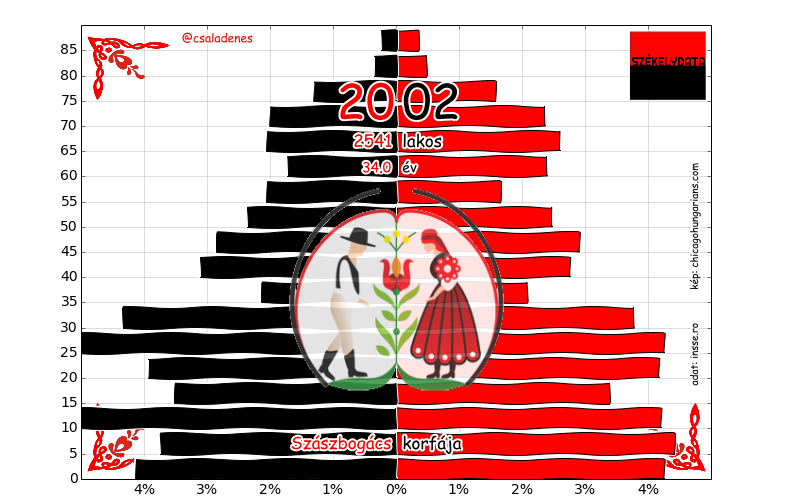 @csaladenes
SZÉKELYDATA
2002
2541 lakos
34.0 év
kép: chicagohungarians.com
adat: insse.ro
Szászbogács korfája
85
80
75
70
65
60
55
50
45
40
35
30
25
20
15
10
5
0
4% 3% 2% 1% 0% 1% 2% 3% 4%